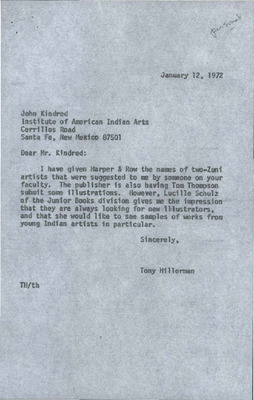 personal
January 12, 1972
John Kindred
Institute of American Indian Arts
Cerrillos Road
Santa Fe, New Mexico 87501
Dear Mr. Kindred:
I have given Harper & Row the names of two Zuni
artists that were suggested to me by someone on your
faculty. The publisher is also having Tom Thompson
submit some illustrations. However, Lucille Schulz
of the Junior Books division gives me the impression
that they are always looking for new illustrators,
and that she would like to see samples of works from
young Indian artists in particular.
Sincerely,
Tony Hillerman
TH/th